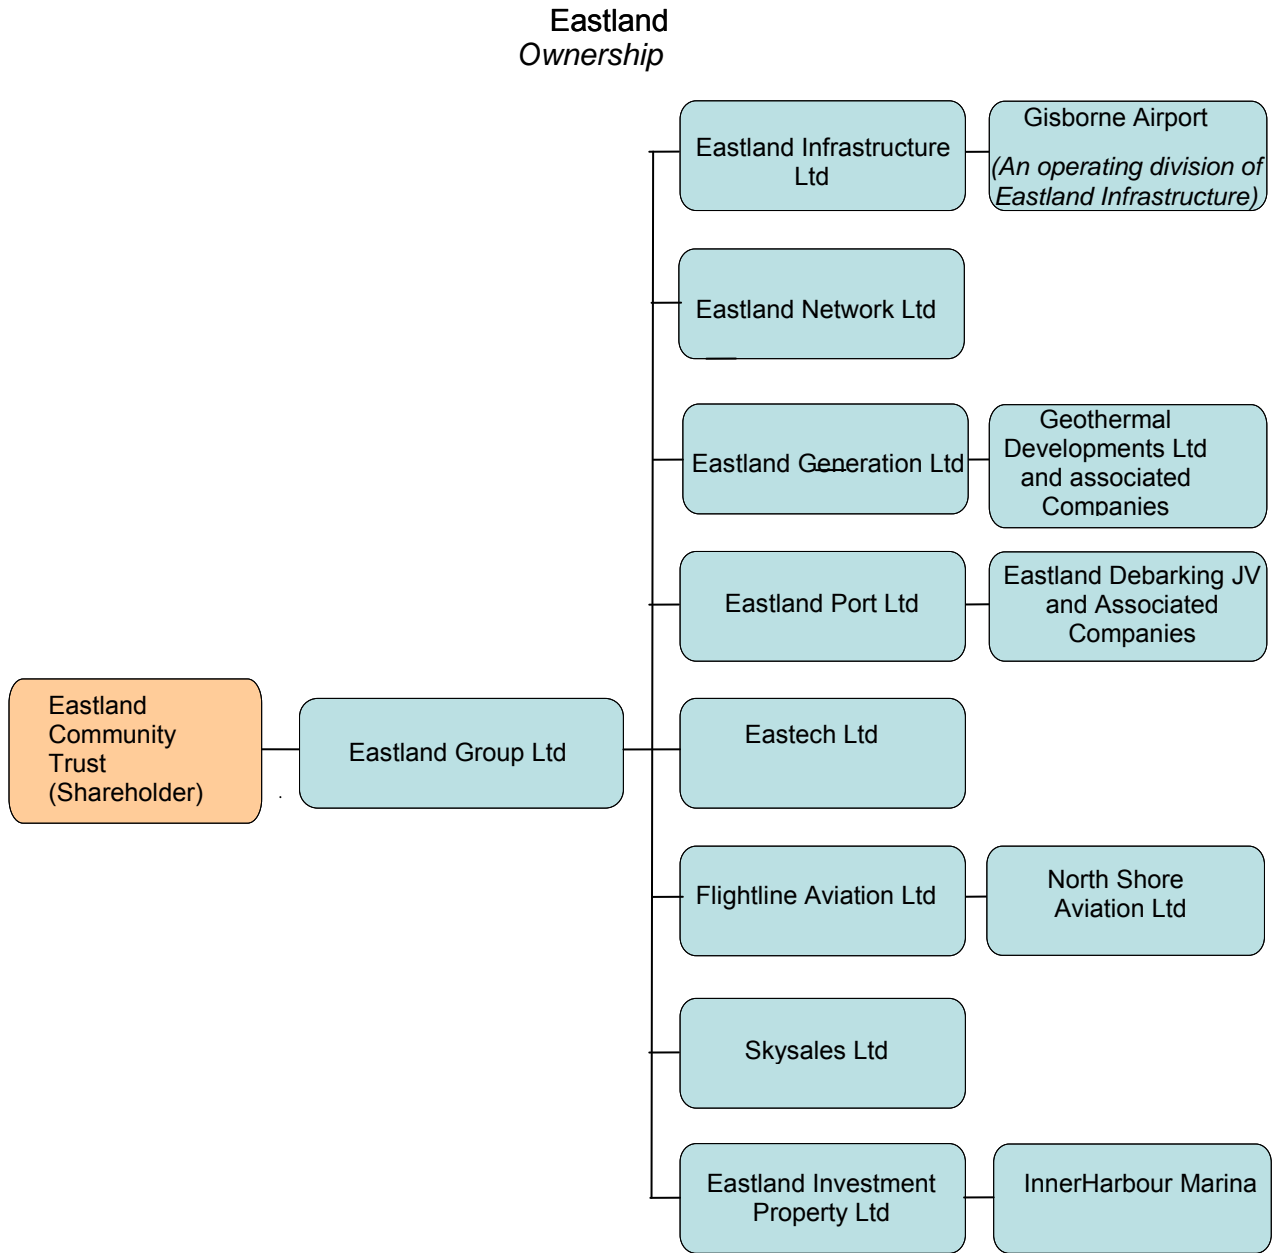 Eastland
Ownership
Eastland Infrastructure
Ltd
Gisborne Airport
(An operating division of
Eastland Infrastructure)
Eastland Network Ltd
Eastland Generation Ltd
Geothermal
Developments Ltd
and associated
Companies
Eastland Port Ltd
Eastland Debarking JV
and Associated
Companies
Eastland
Community
Trust
(Shareholder)
Eastland Group Ltd
Eastech Ltd
Flightline Aviation Ltd
North Shore
Aviation Ltd
Skysales Ltd
Eastland Investment
Property Ltd
InnerHarbour Marina